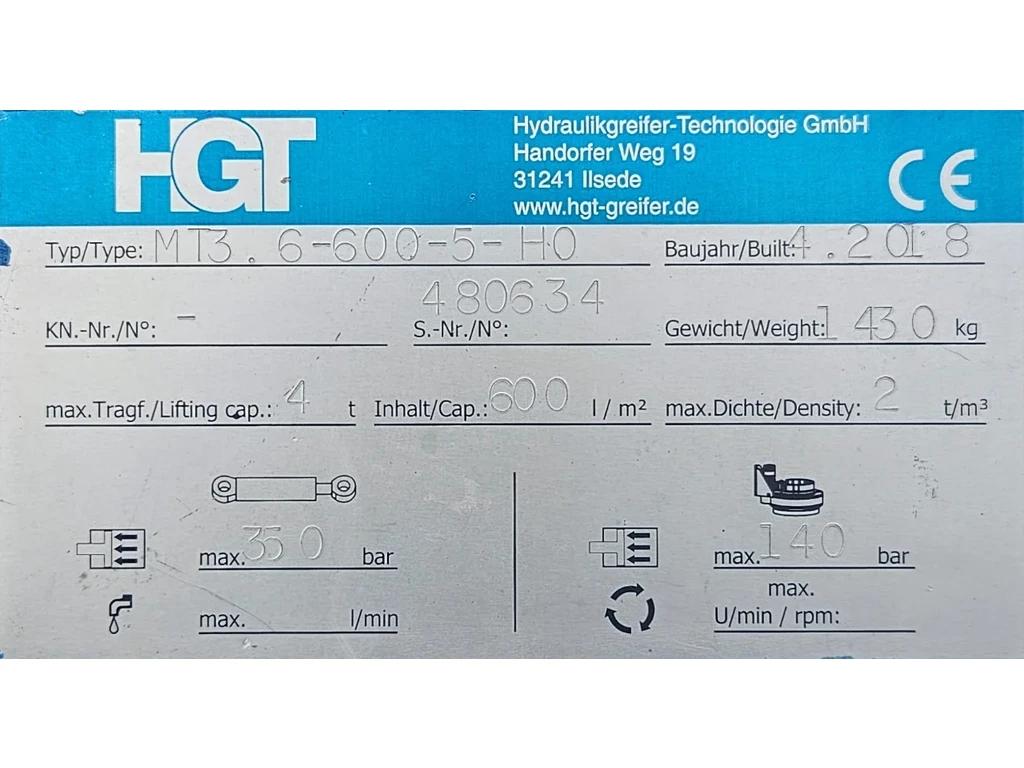 HGT
Hydraulikgreifer-Technologie GmbH
Handorfer Weg 19
31241 Ilsede
www.hgt-greifer.de
CE
Typ/Type: MT3.6-600-5-HO Baujahr/Built: 4.2018
KN.-Nr./N°: - S.-Nr./N°: 480634 Gewicht/Weight: 1430 kg
max.Tragf./Lifting cap.: 4 t Inhalt/Cap.: 600 l / m² max.Dichte/Density: 2 t/m³
max. 350 bar max. 140 bar
max. l/min max.
U/min / rpm: